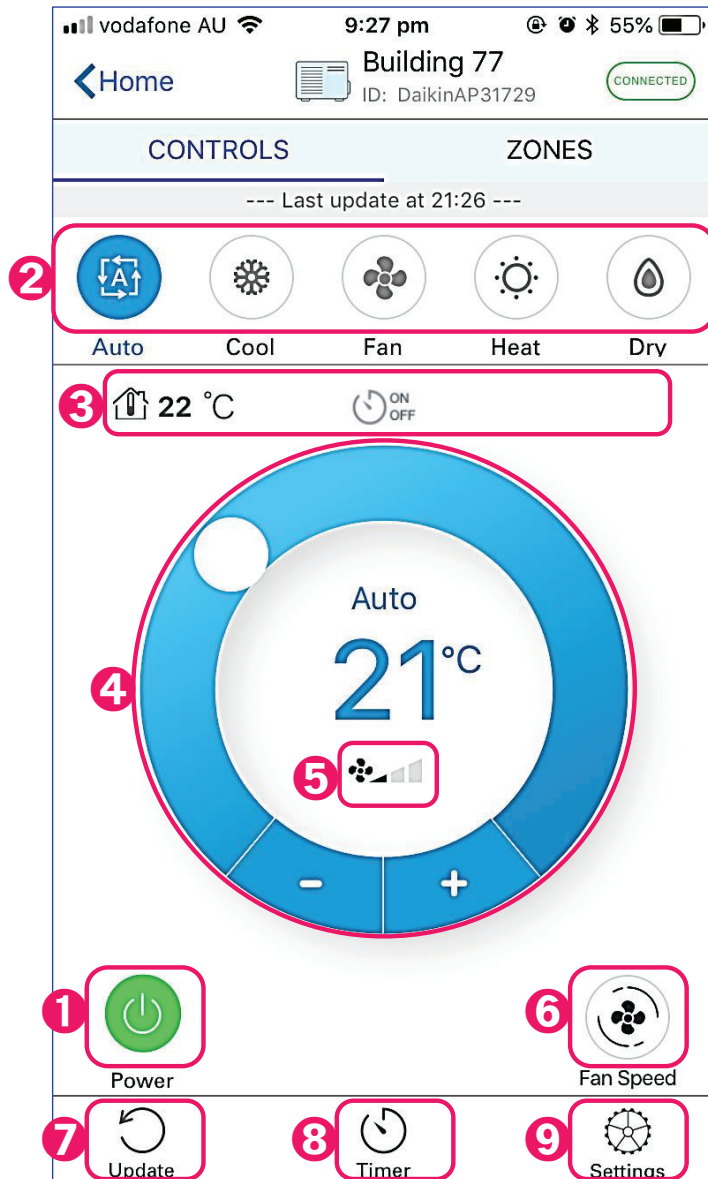 vodafone AU 9:27 pm 55%
Home
Building 77
ID: DaikinAP31729
CONNECTED
CONTROLS ZONES
--- Last update at 21:26 ---
2
A
Auto Cool Fan Heat Dry
3 22 °C ON
OFF
4
Auto
21°C
5
- +
1 6
Power Fan Speed
7 8 9
Update Timer Settings